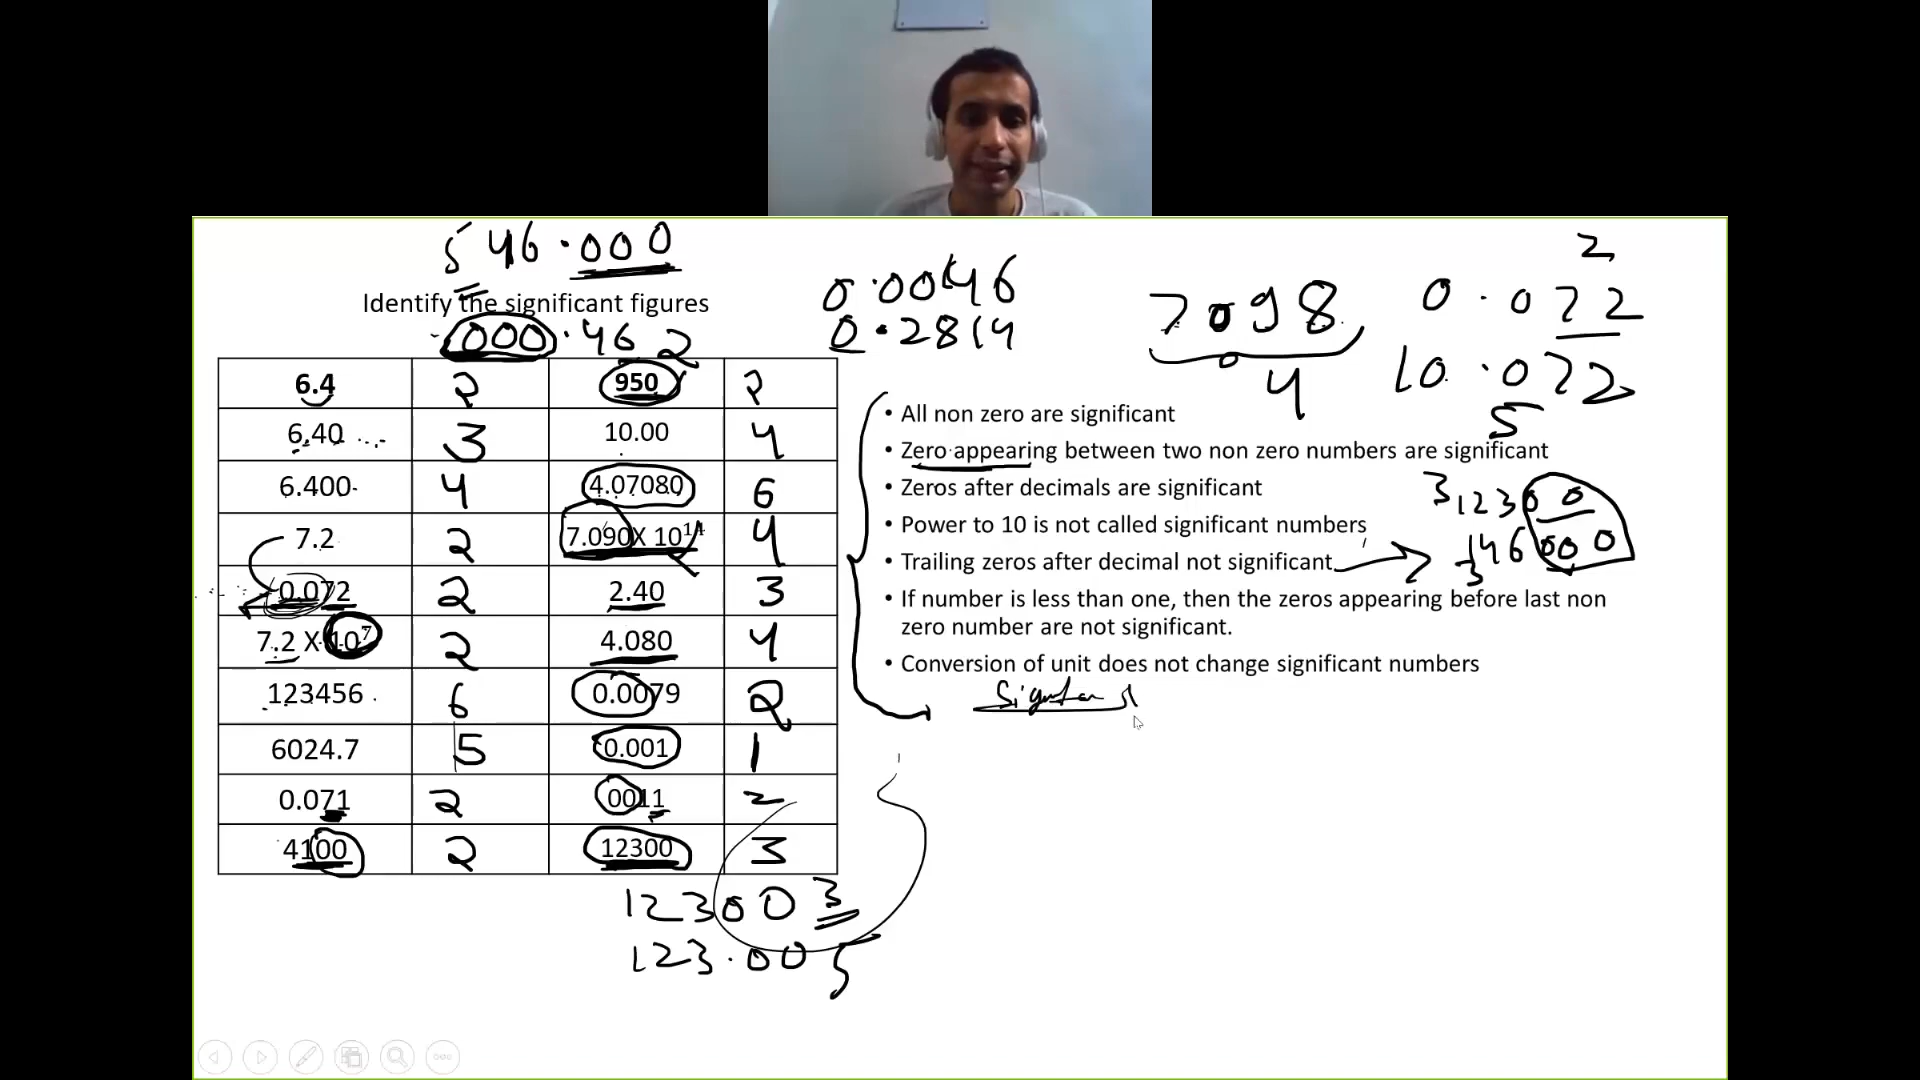 546.000
Identify the significant figures
000.46 2
0.0046
0.2814
7098
4
2
0.072
10.072
5
6.4 2 950 2
6.40 3 10.00 4
6.400 4 4.07080 6
7.2 2 7.090X 10¹⁴ 4
0.072 2 2.40 3
7.2 X 10⁷ 2 4.080 4
123456 6 0.0079 2
6024.7 5 0.001 1
0.071 2 0011 2
4100 2 12300 3
12300 3
123.00 5
• All non zero are significant
• Zero appearing between two non zero numbers are significant
• Zeros after decimals are significant
• Power to 10 is not called significant numbers
• Trailing zeros after decimal not significant
• If number is less than one, then the zeros appearing before last non
zero number are not significant.
• Conversion of unit does not change significant numbers
3 12300
146000
3